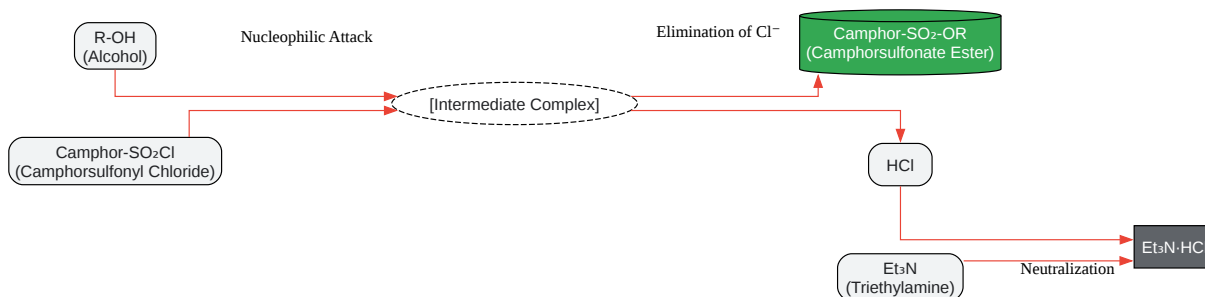 R-OH
(Alcohol)
Nucleophilic Attack
Elimination of Cl⁻
Camphor-SO₂-OR
(Camphorsulfonate Ester)
[Intermediate Complex]
Camphor-SO₂Cl
(Camphorsulfonyl Chloride)
HCl
Et₃N·HC
Et₃N
(Triethylamine)
Neutralization